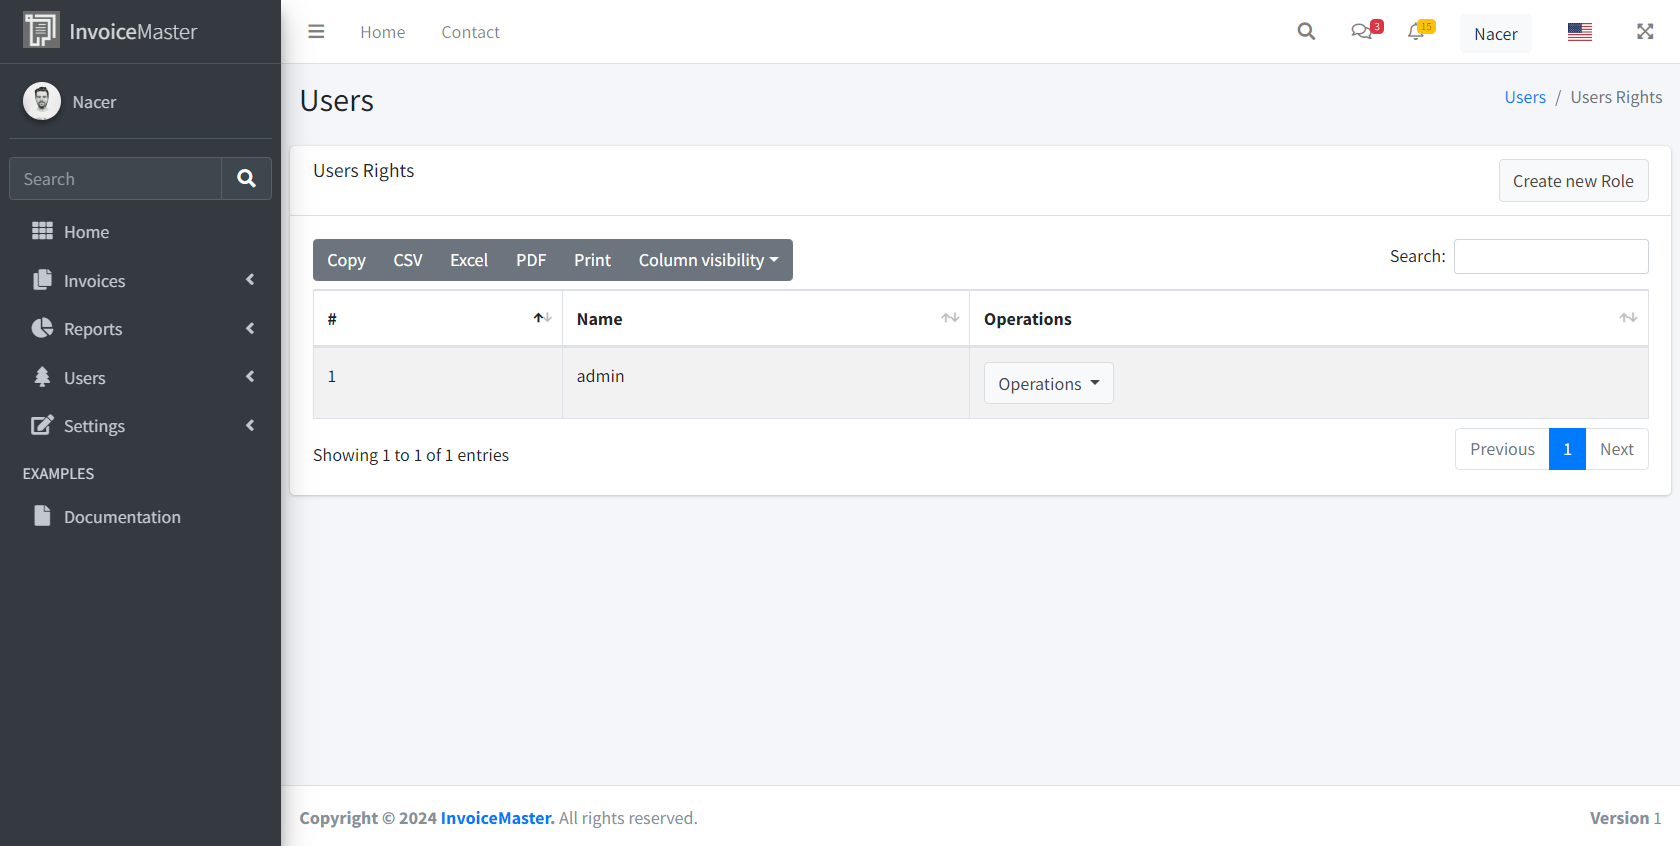 InvoiceMaster
Home
Contact
3
15
Nacer
Nacer
Search
Home
Invoices
Reports
Users
Settings
EXAMPLES
Documentation
Users
Users / Users Rights
Users Rights
Create new Role
Copy CSV Excel PDF Print Column visibility
Search:
# Name Operations
1 admin Operations
Showing 1 to 1 of 1 entries
Previous 1 Next
Copyright © 2024 InvoiceMaster. All rights reserved.
Version 1